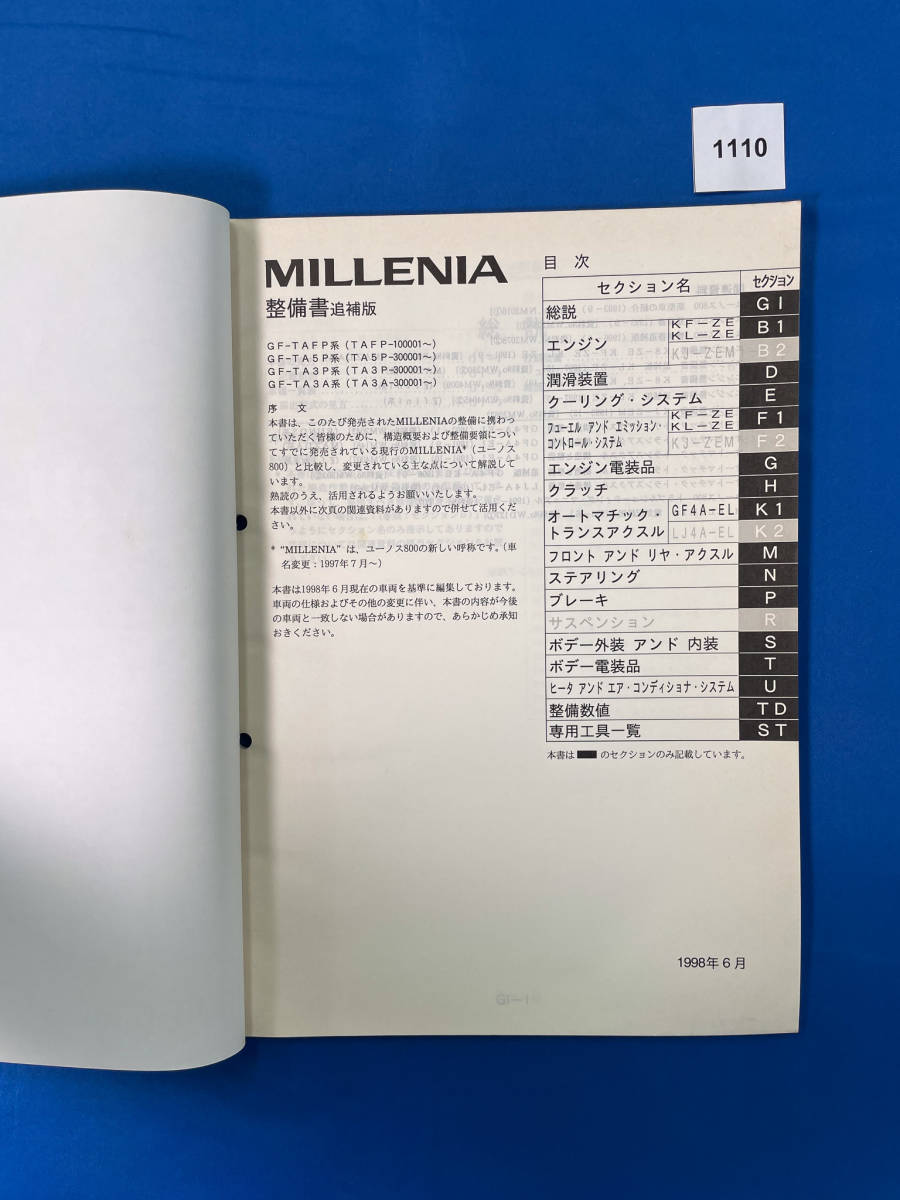 1110
MILLENIA
整備書追補版
GF-TAFP系(TAFP-100001〜)
GF-TA5P系(TA5P-300001〜)
GF-TA3P系(TA3P-300001〜)
GF-TA3A系(TA3A-300001〜)
序 文
本書は、このたび発売されたMILLENIAの整備に携わっ
ていただく皆様のために、構造概要および整備要領につい
てすでに発売されている現行のMILLENIA*(ユーノス
800)と比較し、変更されている主な点について解説して
います。
熟読のうえ、活用されるようお願いいたします。
本書以外に次頁の関連資料がありますので併せて活用くだ
さい。
* “MILLENIA”は、ユーノス800の新しい呼称です。(車
名変更:1997年7月〜)
本書は1998年6月現在の車両を基準に編集しております。
車両の仕様およびその他の変更に伴い、本書の内容が今後
の車両と一致しない場合がありますので、あらかじめ承知
おきください。
目 次
セクション名 セクション
総説 GI
エンジン KF-ZE KL-ZE B1
KJ-ZEM B2
潤滑装置 D
クーリング・システム E
フューエル アンド エミッション・コントロール・システム KF-ZE KL-ZE F1
KJ-ZEM F2
エンジン電装品 G
クラッチ H
オートマチックトランスアクスル GF4A-EL K1
LJ4A-EL K2
フロント アンド リヤ・アクスル M
ステアリング N
ブレーキ P
サスペンション R
ボデー外装 アンド 内装 S
ボデー電装品 T
ヒータ アンド エア・コンディショナ・システム U
整備数値 TD
専用工具一覧 ST
本書は のセクションのみ記載しています。
1998年6月